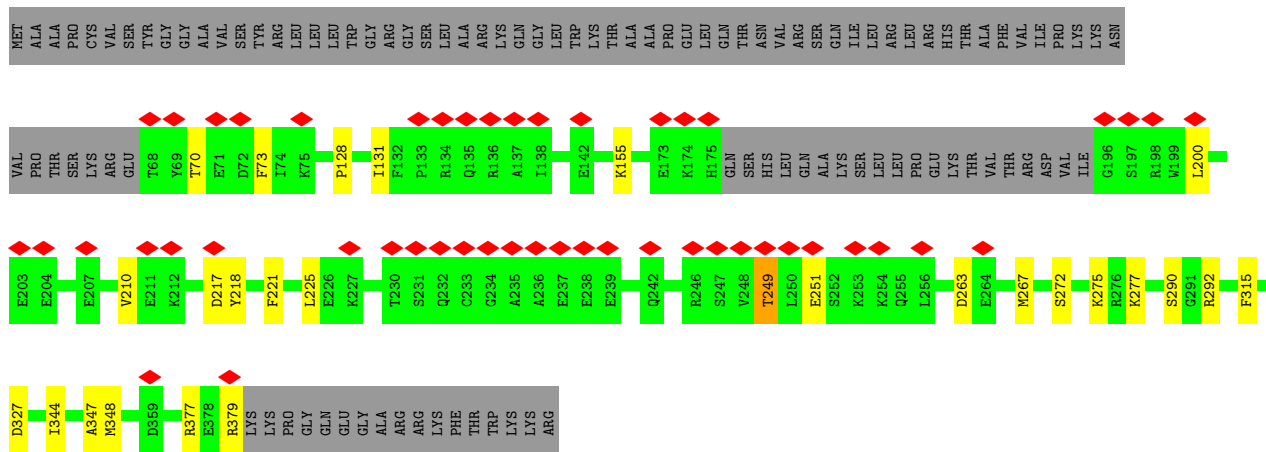 MET ALA ALA PRO CYS VAL SER TYR GLY GLY ALA VAL SER TYR ARG LEU LEU LEU TRP GLY ARG GLY SER LEU ALA ARG LYS GLN GLY LEU TRP LYS THR ALA ALA PRO GLU LEU GLN THR ASN VAL ARG SER GLN ILE LEU ARG LEU ARG HIS THR ALA PHE VAL ILE PRO LYS LYS ASN
VAL PRO THR SER LYS ARG GLU T68 Y69 T70 E71 D72 F73 I74 K75 P128 I131 F132 P133 R134 Q135 R136 A137 I138 E142 K155 E173 K174 H175 GLN SER HIS LEU GLN ALA LYS SER LEU LEU PRO GLU LYS THR VAL THR ARG ASP VAL ILE G196 S197 R198 W199 L200
E203 E204 E207 V210 E211 K212 D217 Y218 F221 L225 E226 K227 T230 S231 Q232 C233 G234 A235 A236 E237 E238 E239 Q242 R246 S247 V248 T249 L250 E251 S252 K253 K254 Q255 L256 D263 E264 M267 S272 K275 R276 K277 S290 G291 R292 F315
D327 I344 A347 M348 D359 R377 E378 R379 LYS LYS PRO GLY GLN GLU GLY ALA ARG ARG LYS PHE THR TRP LYS LYS ARG